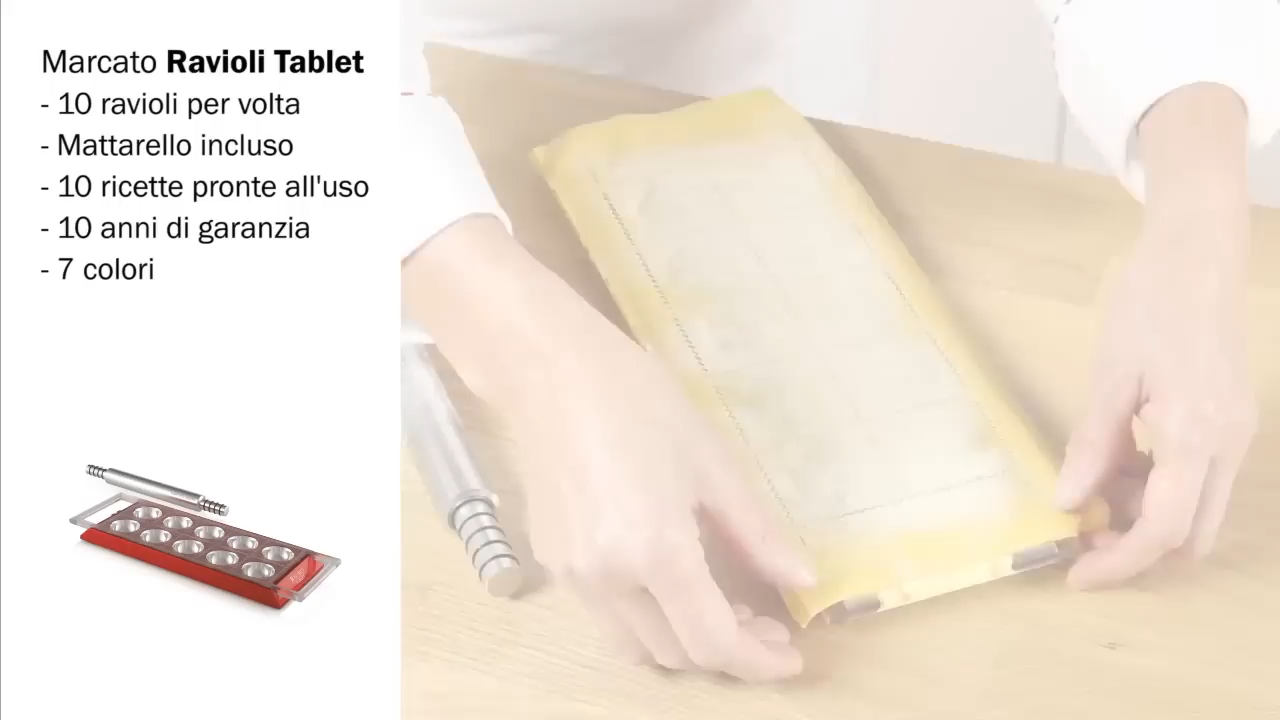 Marcato Ravioli Tablet
- 10 ravioli per volta
- Mattarello incluso
- 10 ricette pronte all'uso
- 10 anni di garanzia
- 7 colori